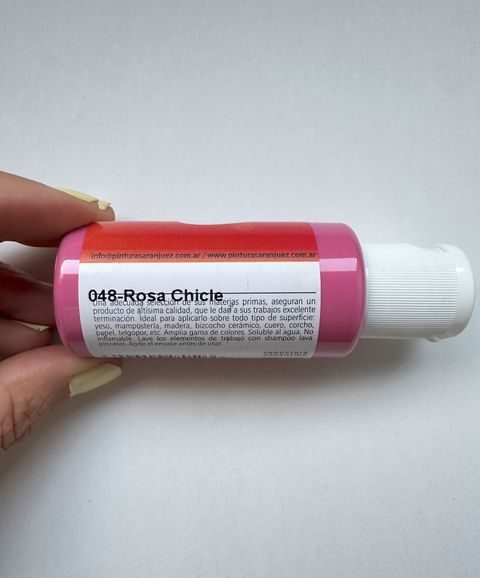 info@pinturasaranjuez.com.ar / www.pinturasaranjuez.com.ar
048-Rosa Chicle
Una adecuada selección de sus materias primas, aseguran un
producto de altísima calidad, que le dan a sus trabajos excelente
terminación. Ideal para aplicarlo sobre todo tipo de superficie:
yeso, mampostería, madera, bizcocho cerámico, cuero, corcho,
papel, telgopor, etc. Amplia gama de colores. Soluble al agua. No
inflamable. Lave los elementos de trabajo con shampoo lava
pinceles. Agite el envase antes de usar.